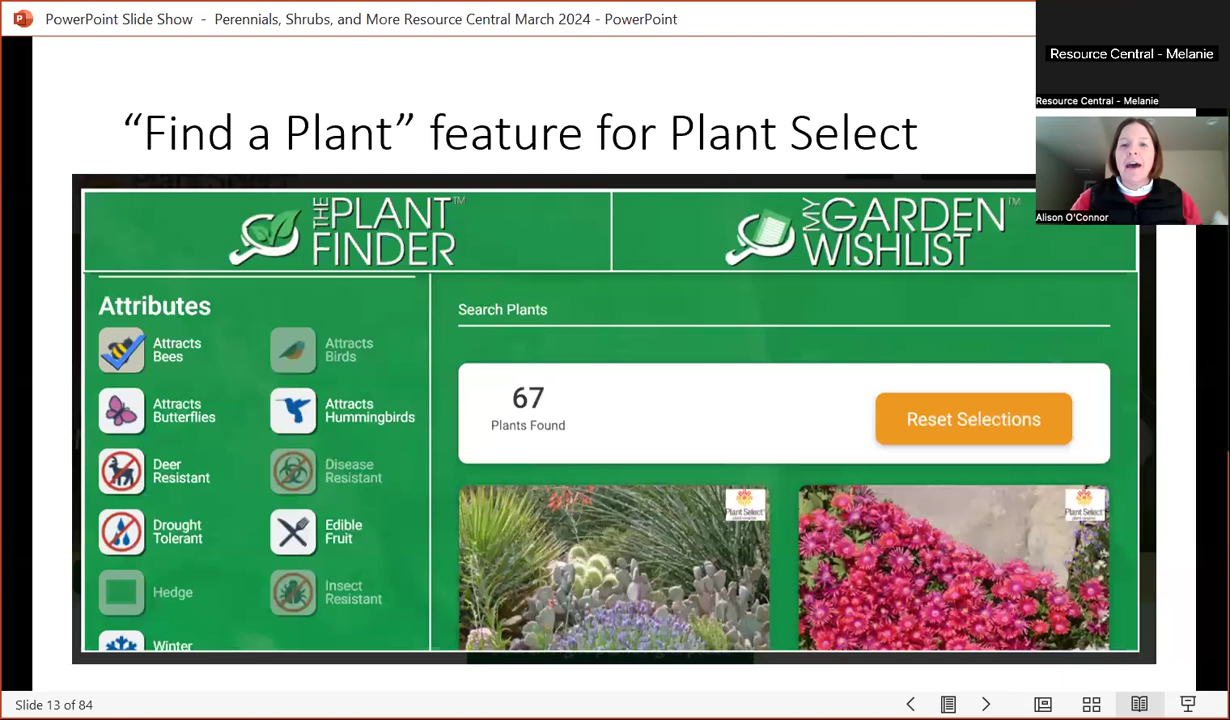 PowerPoint Slide Show - Perennials, Shrubs, and More Resource Central March 2024 - PowerPoint
Resource Central - Melanie
Resource Central - Melanie
Alison O'Connor
“Find a Plant” feature for Plant Select
THE PLANT FINDER™
MY GARDEN WISHLIST™
Attributes
Attracts
Bees
Attracts
Birds
Attracts
Butterflies
Attracts
Hummingbirds
Deer
Resistant
Disease
Resistant
Drought
Tolerant
Edible
Fruit
Hedge
Insect
Resistant
Winter
Search Plants
67
Plants Found
Reset Selections
Plant Select
Plant Select
Slide 13 of 84